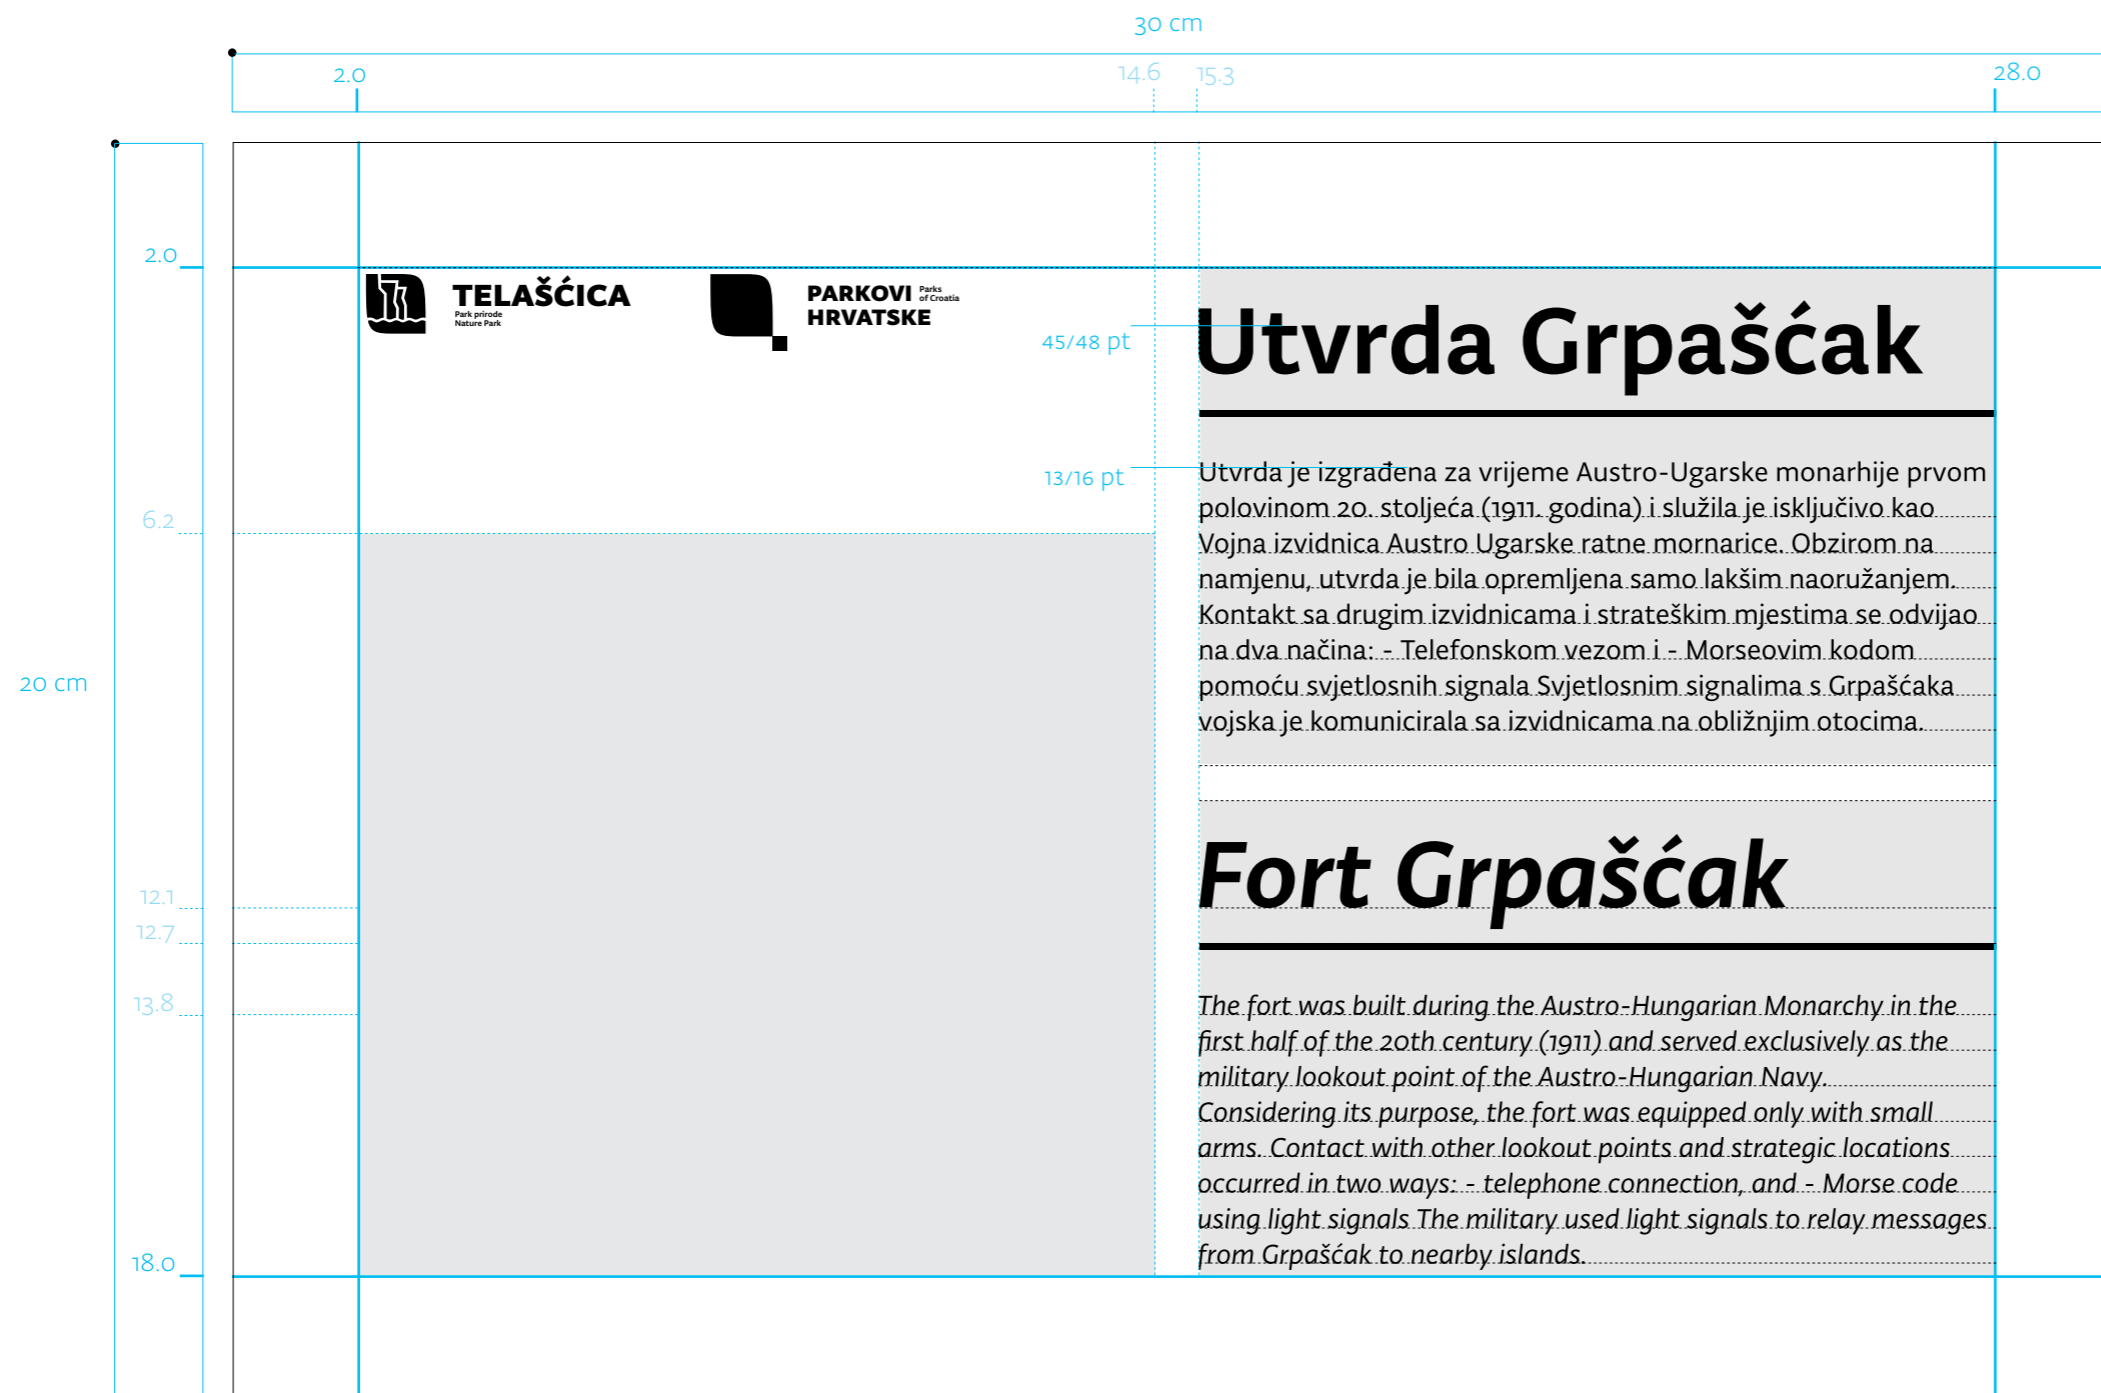 30 cm
2.0
14.6
15.3
28.0
2.0
TELAŠĆICA
Park prirode
Nature Park
PARKOVI
HRVATSKE
Parks
of Croatia
45/48 pt
Utvrda Grpašćak
13/16 pt
Utvrda je izgrađena za vrijeme Austro-Ugarske monarhije prvom
polovinom 20. stoljeća (1911. godina) i služila je isključivo kao
Vojna izvidnica Austro Ugarske ratne mornarice. Obzirom na
namjenu, utvrda je bila opremljena samo lakšim naoružanjem.
Kontakt sa drugim izvidnicama i strateškim mjestima se odvijao
na dva načina: - Telefonskom vezom i - Morseovim kodom
pomoću svjetlosnih signala Svjetlosnim signalima s Grpašćaka
vojska je komunicirala sa izvidnicama na obližnjim otocima.
6.2
20 cm
12.1
12.7
13.8
18.0
Fort Grpašćak
The fort was built during the Austro-Hungarian Monarchy in the
first half of the 20th century (1911) and served exclusively as the
military lookout point of the Austro-Hungarian Navy.
Considering its purpose, the fort was equipped only with small
arms. Contact with other lookout points and strategic locations
occurred in two ways: - telephone connection, and - Morse code
using light signals The military used light signals to relay messages
from Grpašćak to nearby islands.